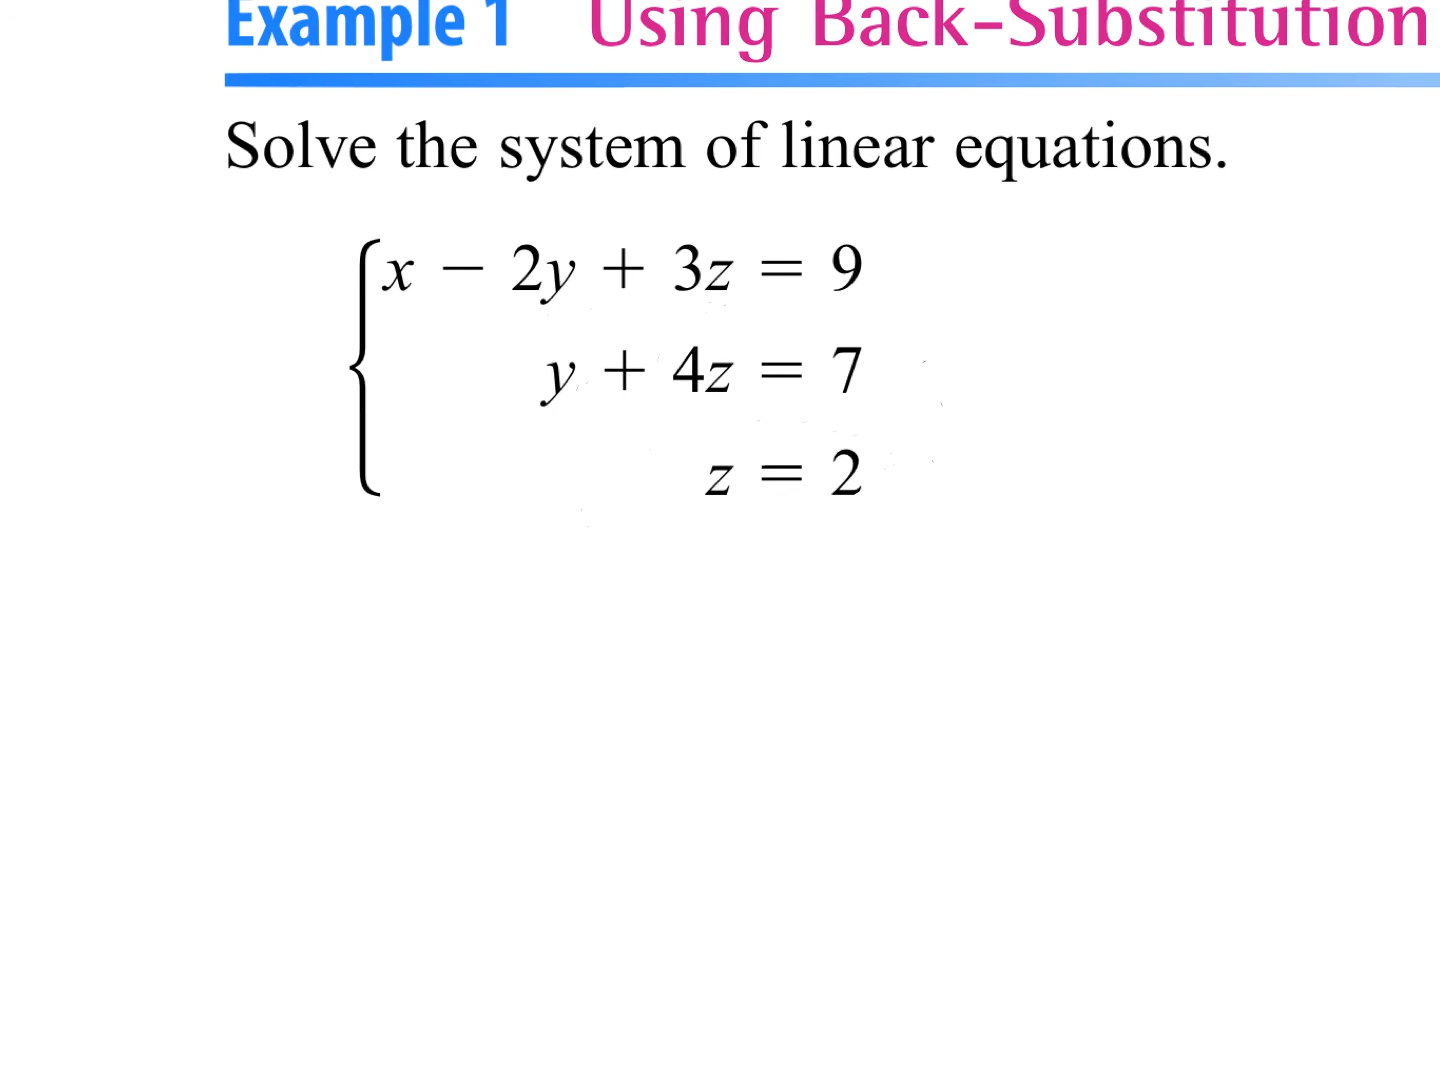 Example 1 Using Back-Substitution
Solve the system of linear equations.
x − 2y + 3z = 9
y + 4z = 7
z = 2